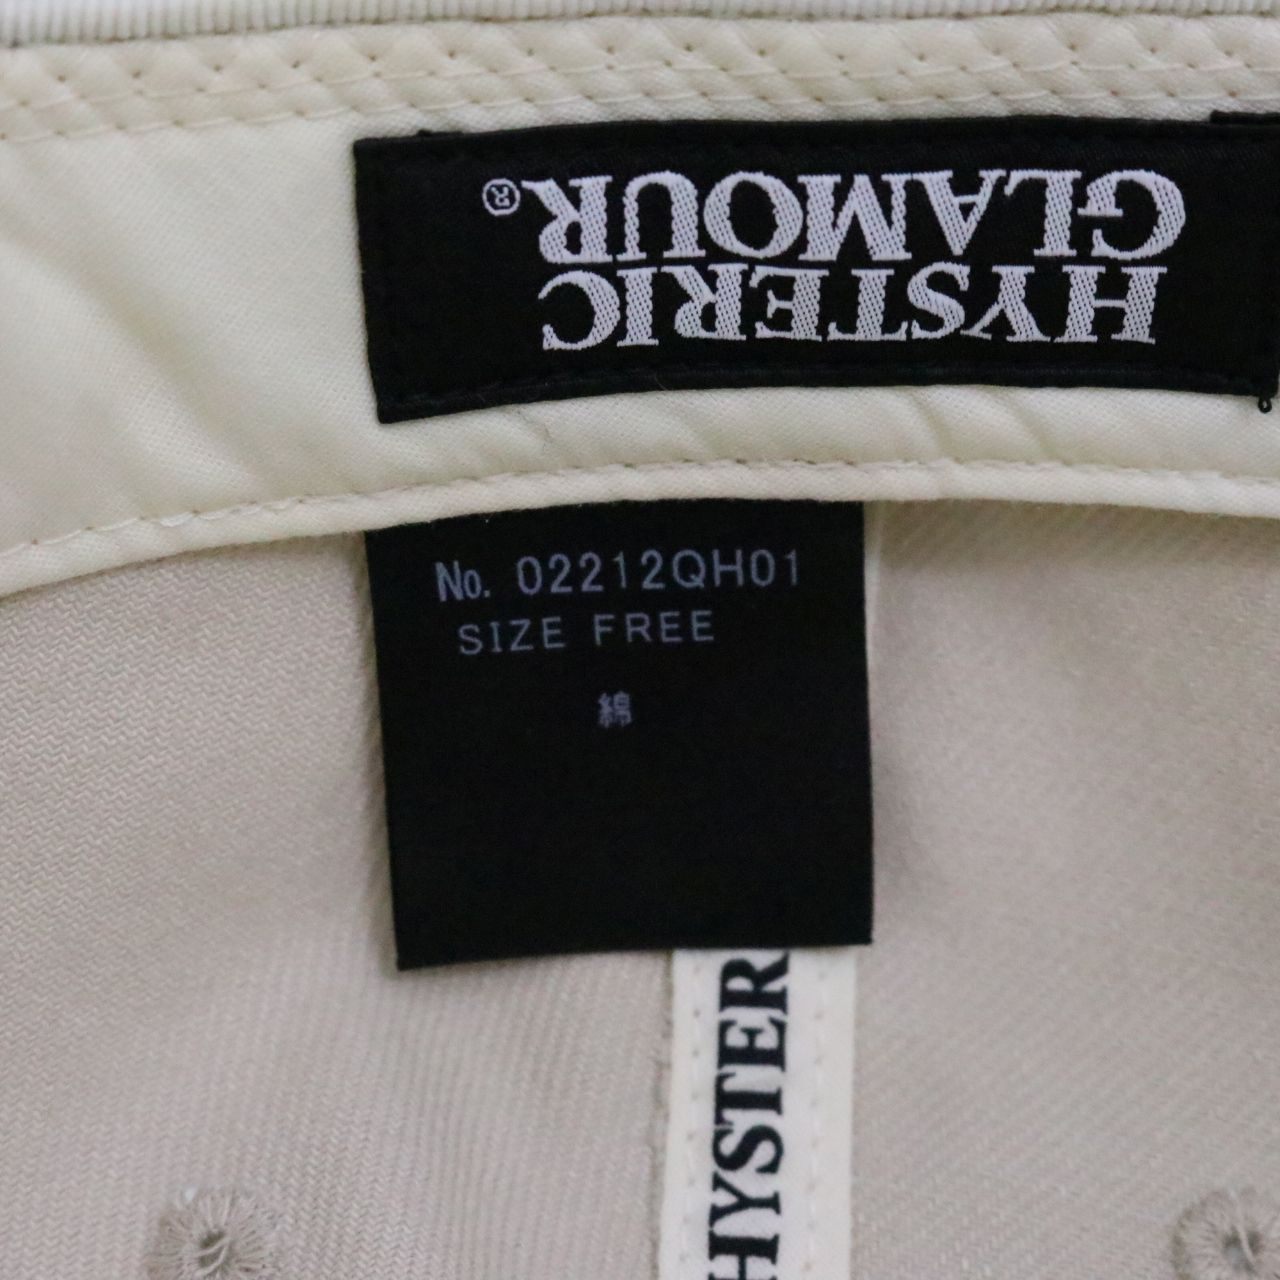 HYSTERIC
GLAMOUR®
No. 02212QH01
SIZE FREE
綿
HYSTER